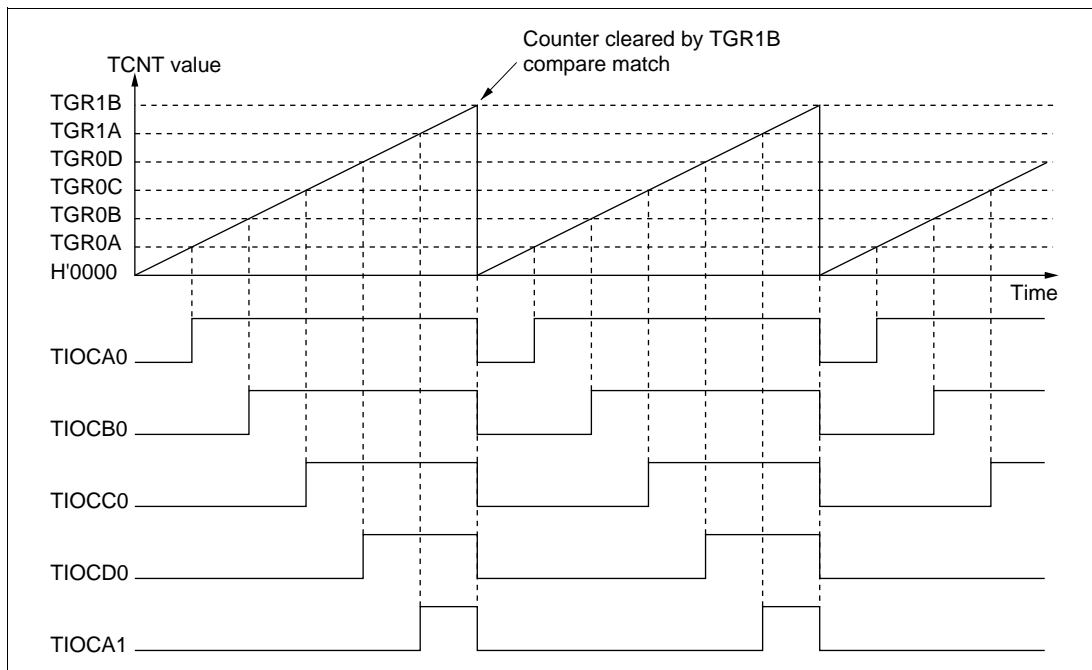 Counter cleared by TGR1B
compare match
TCNT value
TGR1B
TGR1A
TGR0D
TGR0C
TGR0B
TGR0A
H'0000
Time
TIOCA0
TIOCB0
TIOCC0
TIOCD0
TIOCA1